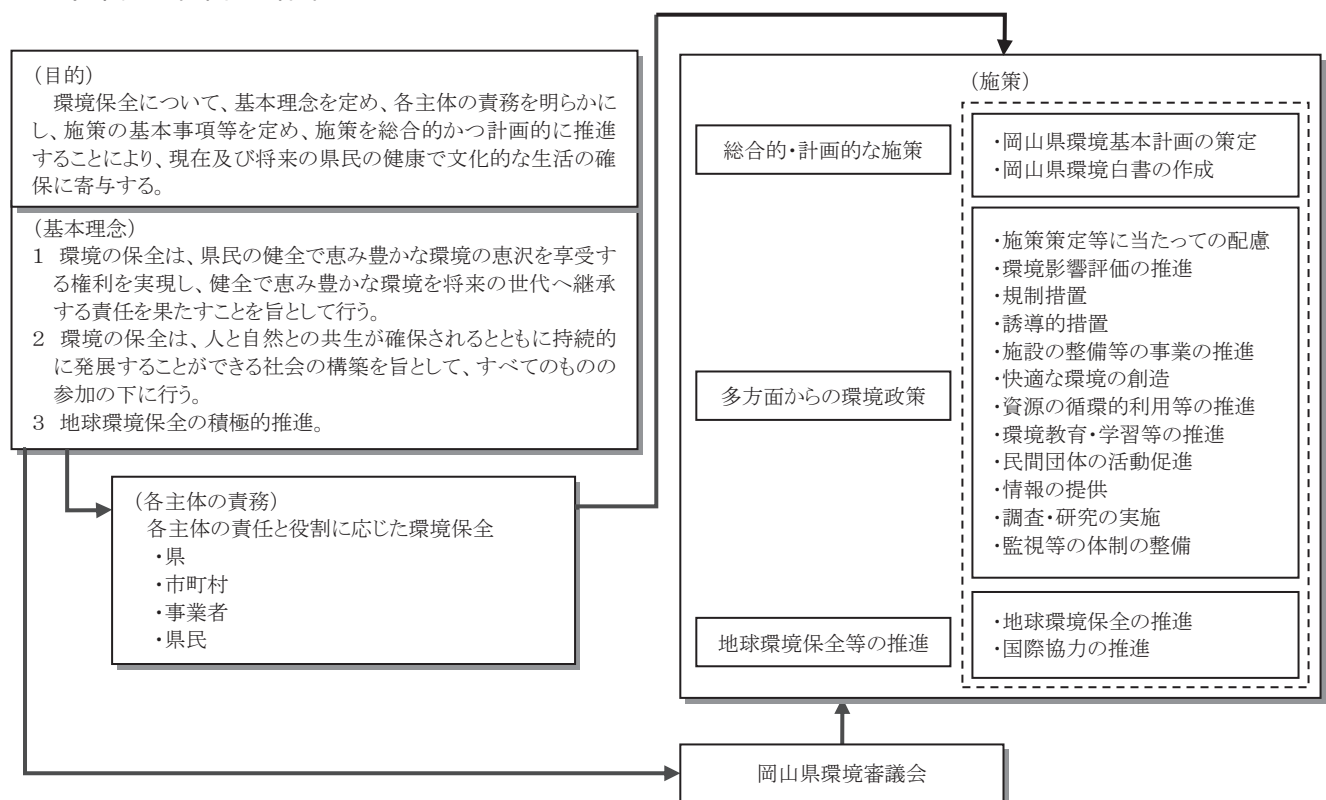 (目的)
環境保全について、基本理念を定め、各主体の責務を明らかに
し、施策の基本事項等を定め、施策を総合的かつ計画的に推進
することにより、現在及び将来の県民の健康で文化的な生活の確
保に寄与する。
(基本理念)
1 環境の保全は、県民の健全で恵み豊かな環境の恵沢を享受す
る権利を実現し、健全で恵み豊かな環境を将来の世代へ継承
する責任を果たすことを旨として行う。
2 環境の保全は、人と自然との共生が確保されるとともに持続的
に発展することができる社会の構築を旨として、すべてのものの
参加の下に行う。
3 地球環境保全の積極的推進。
(各主体の責務)
各主体の責任と役割に応じた環境保全
・県
・市町村
・事業者
・県民
(施策)
総合的・計画的な施策
・岡山県環境基本計画の策定
・岡山県環境白書の作成
多方面からの環境政策
・施策策定等に当たっての配慮
・環境影響評価の推進
・規制措置
・誘導的措置
・施設の整備等の事業の推進
・快適な環境の創造
・資源の循環的利用等の推進
・環境教育・学習等の推進
・民間団体の活動促進
・情報の提供
・調査・研究の実施
・監視等の体制の整備
地球環境保全等の推進
・地球環境保全の推進
・国際協力の推進
岡山県環境審議会